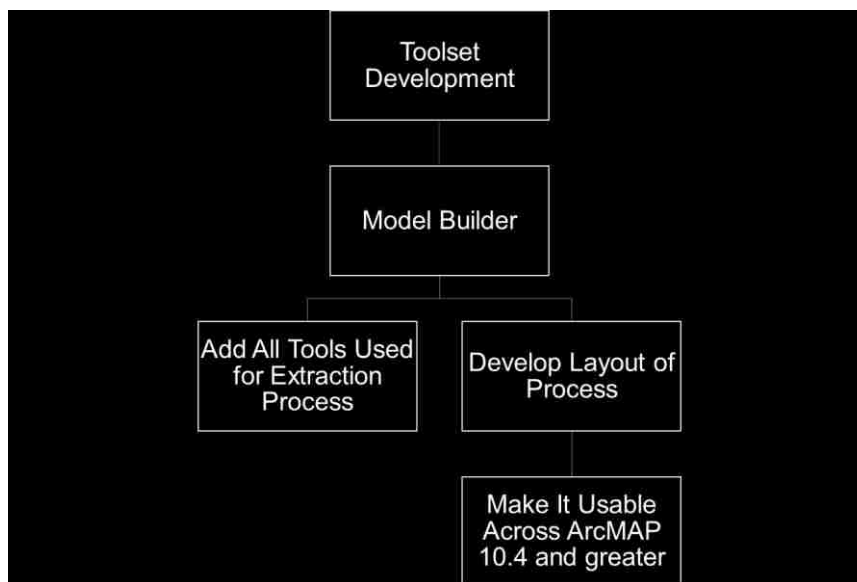 Toolset
Development
Model Builder
Add All Tools Used
for Extraction
Process
Develop Layout of
Process
Make It Usable
Across ArcMAP
10.4 and greater